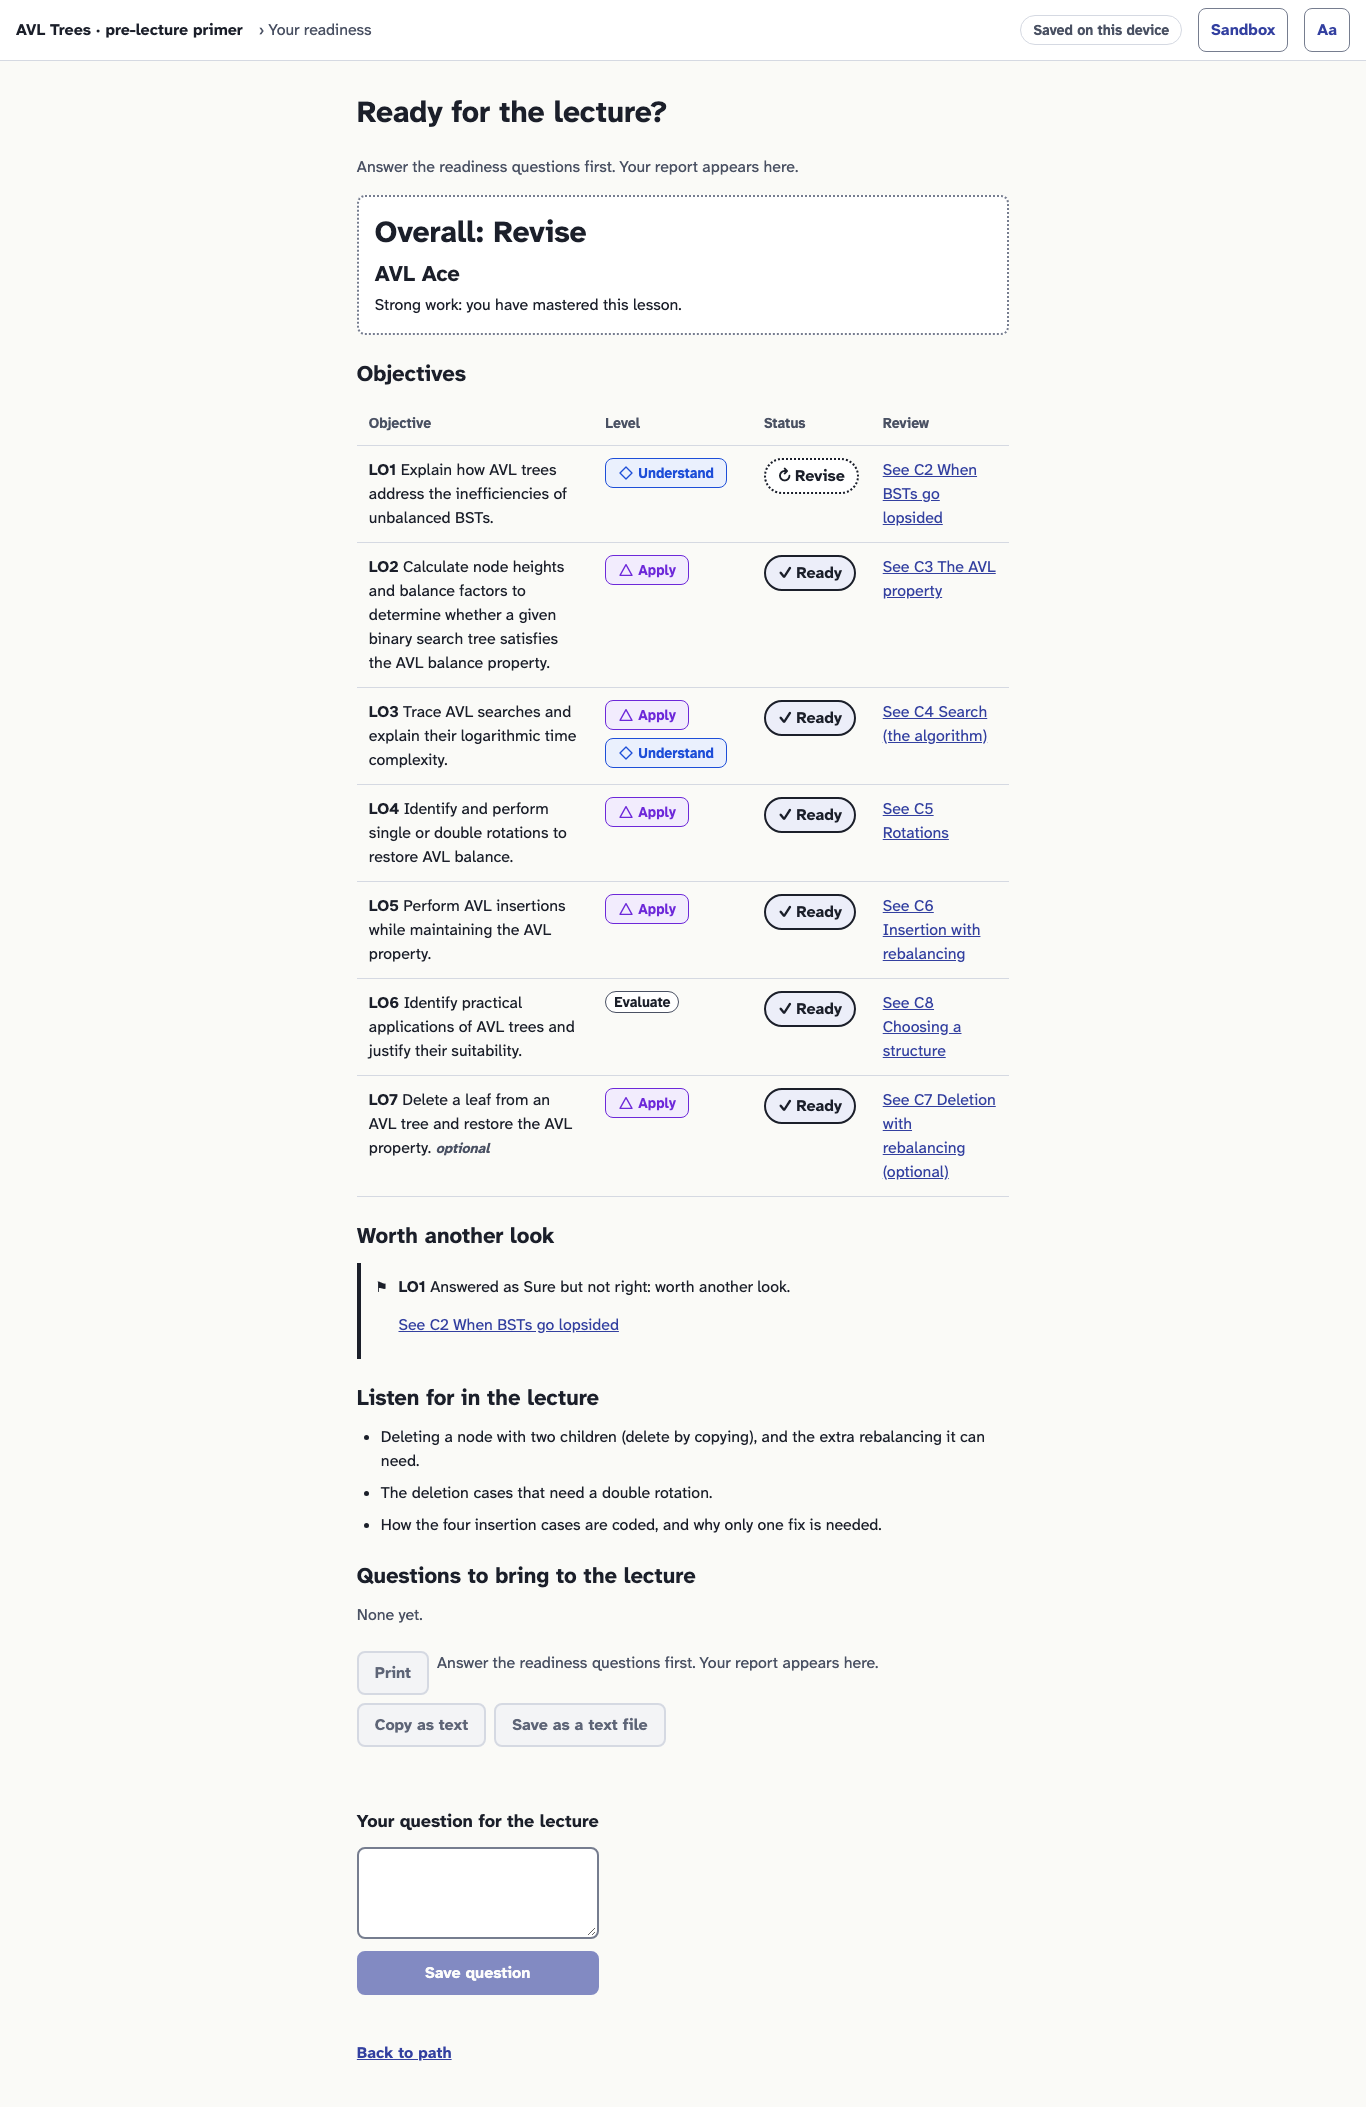 AVL Trees · pre-lecture primer › Your readiness Saved on this device Sandbox Aa
Ready for the lecture?
Answer the readiness questions first. Your report appears here.
Overall: Revise
AVL Ace
Strong work: you have mastered this lesson.
Objectives
Objective Level Status Review
LO1 Explain how AVL trees
address the inefficiencies of
unbalanced BSTs.
◇ Understand
↻ Revise
See C2 When
BSTs go
lopsided
LO2 Calculate node heights
and balance factors to
determine whether a given
binary search tree satisfies
the AVL balance property.
△ Apply
✓ Ready
See C3 The AVL
property
LO3 Trace AVL searches and
explain their logarithmic time
complexity.
△ Apply
◇ Understand
✓ Ready
See C4 Search
(the algorithm)
LO4 Identify and perform
single or double rotations to
restore AVL balance.
△ Apply
✓ Ready
See C5
Rotations
LO5 Perform AVL insertions
while maintaining the AVL
property.
△ Apply
✓ Ready
See C6
Insertion with
rebalancing
LO6 Identify practical
applications of AVL trees and
justify their suitability.
Evaluate
✓ Ready
See C8
Choosing a
structure
LO7 Delete a leaf from an
AVL tree and restore the AVL
property. optional
△ Apply
✓ Ready
See C7 Deletion
with
rebalancing
(optional)
Worth another look
⚑ LO1 Answered as Sure but not right: worth another look.
See C2 When BSTs go lopsided
Listen for in the lecture
• Deleting a node with two children (delete by copying), and the extra rebalancing it can
need.
• The deletion cases that need a double rotation.
• How the four insertion cases are coded, and why only one fix is needed.
Questions to bring to the lecture
None yet.
Print Answer the readiness questions first. Your report appears here.
Copy as text Save as a text file
Your question for the lecture
Save question
Back to path